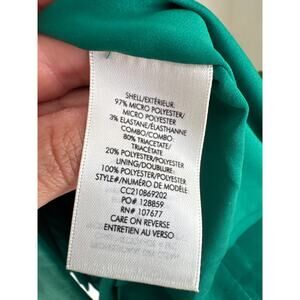 SHELL/EXTÉRIEUR:
97% MICRO POLYESTER/
MICRO POLYESTER
3% ELASTANE/ÉLASTHANNE
COMBO/COMBO:
80% TRIACETATE/
TRIACÉTATE
20% POLYESTER/POLYESTER
LINING/DOUBLURE:
100% POLYESTER/POLYESTER
STYLE#/NUMÉRO DE MODÈLE:
CC210869202
PO# 128859
RN# 107677
CARE ON REVERSE
ENTRETIEN AU VERSO